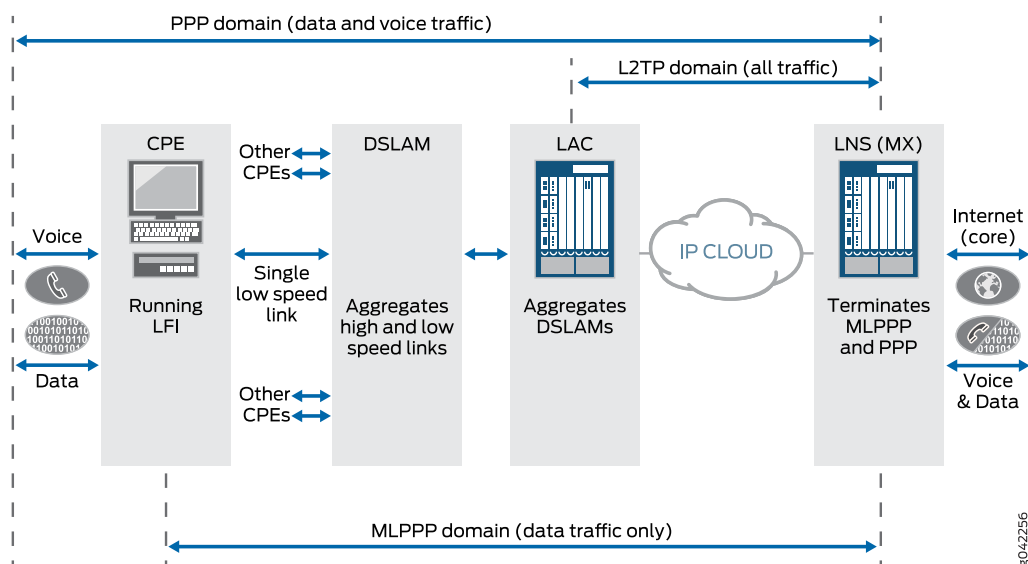 PPP domain (data and voice traffic)
L2TP domain (all traffic)
CPE
DSLAM
LAC
LNS (MX)
Other
CPEs
Voice
Internet
(core)
IP CLOUD
Single
low speed
link
Running
LFI
Aggregates
high and low
speed links
Aggregates
DSLAMs
Terminates
MLPPP
and PPP
Data
Voice
& Data
Other
CPEs
MLPPP domain (data traffic only)
g042256